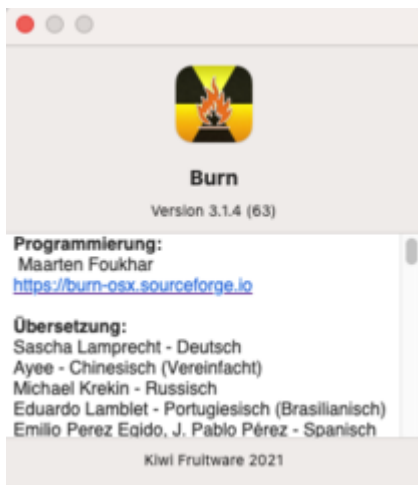 Burn
Version 3.1.4 (63)
Programmierung:
Maarten Foukhar
https://burn-osx.sourceforge.io
Übersetzung:
Sascha Lamprecht - Deutsch
Ayee - Chinesisch (Vereinfacht)
Michael Krekin - Russisch
Eduardo Lamblet - Portugiesisch (Brasilianisch)
Emilio Perez Egido, J. Pablo Pérez - Spanisch
Kiwi Fruitware 2021